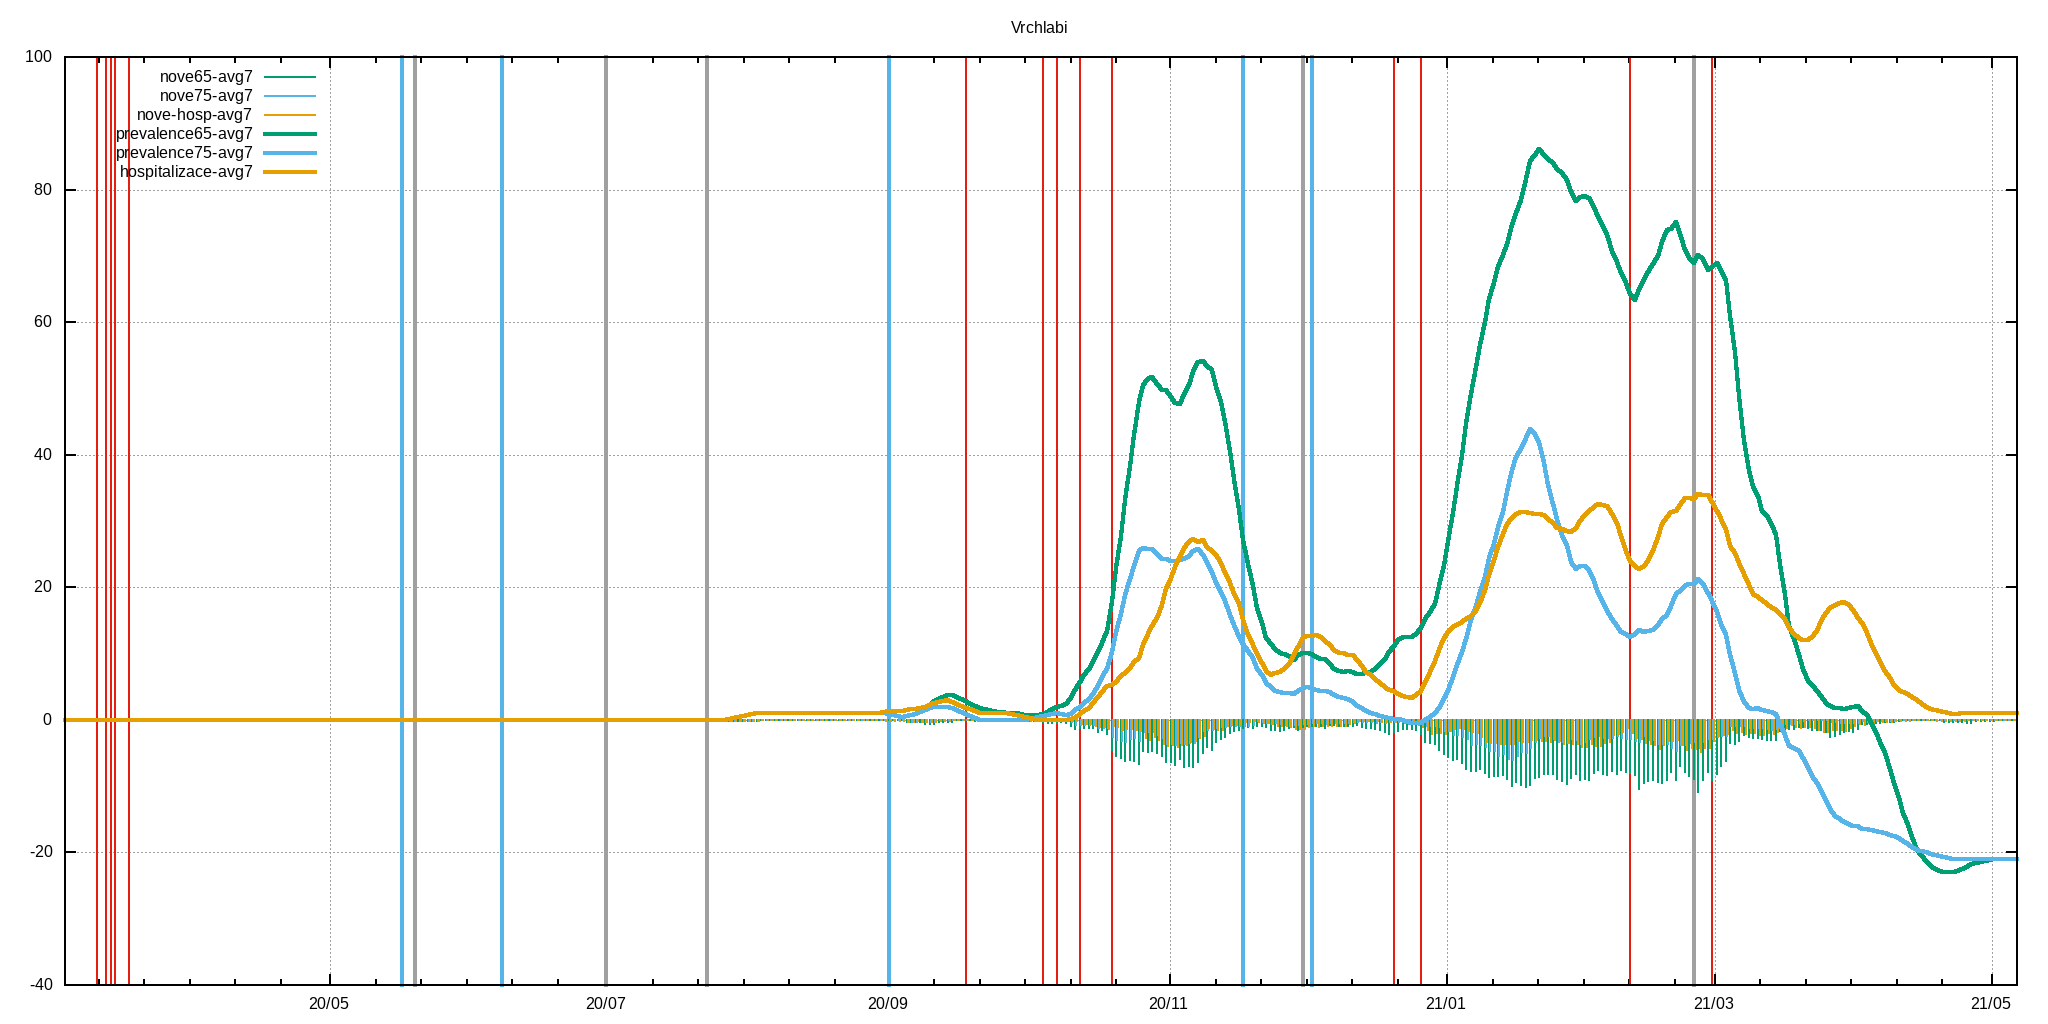 Vrchlabi
100
80
60
40
20
0
-20
-40
nove65-avg7
nove75-avg7
nove-hosp-avg7
prevalence65-avg7
prevalence75-avg7
hospitalizace-avg7
20/05
20/07
20/09
20/11
21/01
21/03
21/05